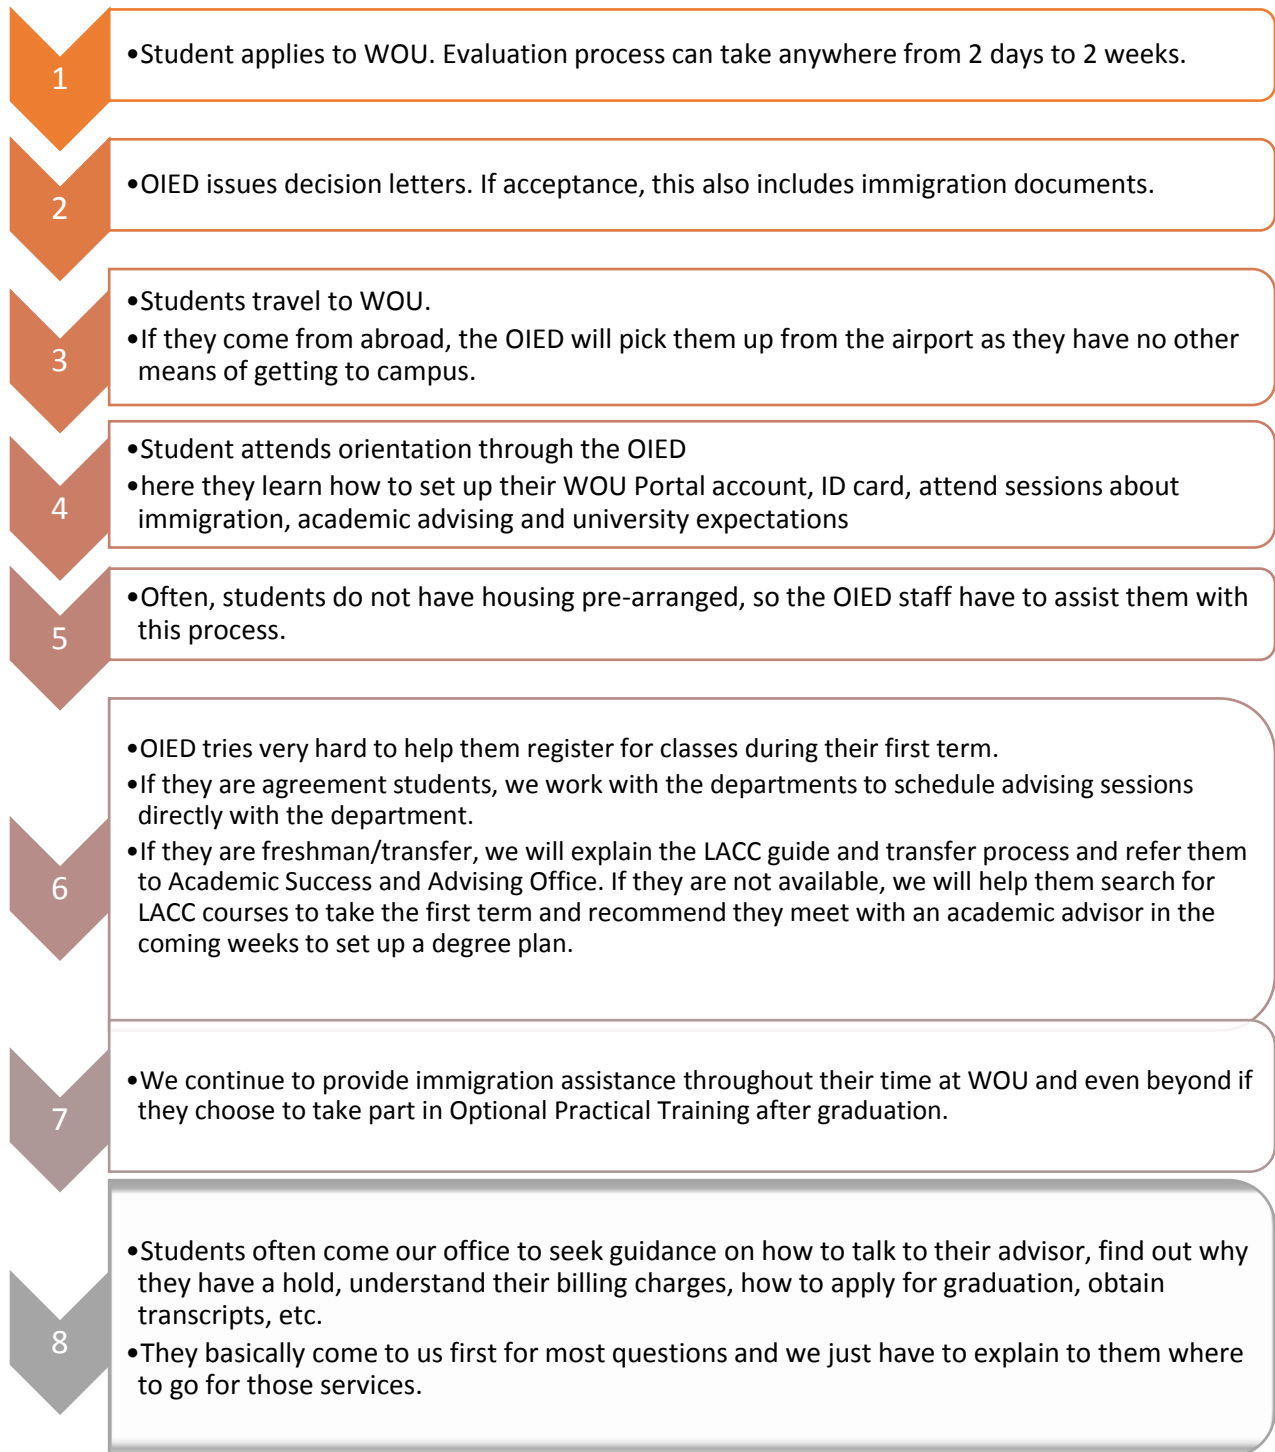 1
•Student applies to WOU. Evaluation process can take anywhere from 2 days to 2 weeks.
2
•OIED issues decision letters. If acceptance, this also includes immigration documents.
3
•Students travel to WOU.
•If they come from abroad, the OIED will pick them up from the airport as they have no other
means of getting to campus.
4
•Student attends orientation through the OIED
•here they learn how to set up their WOU Portal account, ID card, attend sessions about
immigration, academic advising and university expectations
5
•Often, students do not have housing pre-arranged, so the OIED staff have to assist them with
this process.
6
•OIED tries very hard to help them register for classes during their first term.
•If they are agreement students, we work with the departments to schedule advising sessions
directly with the department.
•If they are freshman/transfer, we will explain the LACC guide and transfer process and refer them
to Academic Success and Advising Office. If they are not available, we will help them search for
LACC courses to take the first term and recommend they meet with an academic advisor in the
coming weeks to set up a degree plan.
7
•We continue to provide immigration assistance throughout their time at WOU and even beyond if
they choose to take part in Optional Practical Training after graduation.
8
•Students often come our office to seek guidance on how to talk to their advisor, find out why
they have a hold, understand their billing charges, how to apply for graduation, obtain
transcripts, etc.
•They basically come to us first for most questions and we just have to explain to them where
to go for those services.